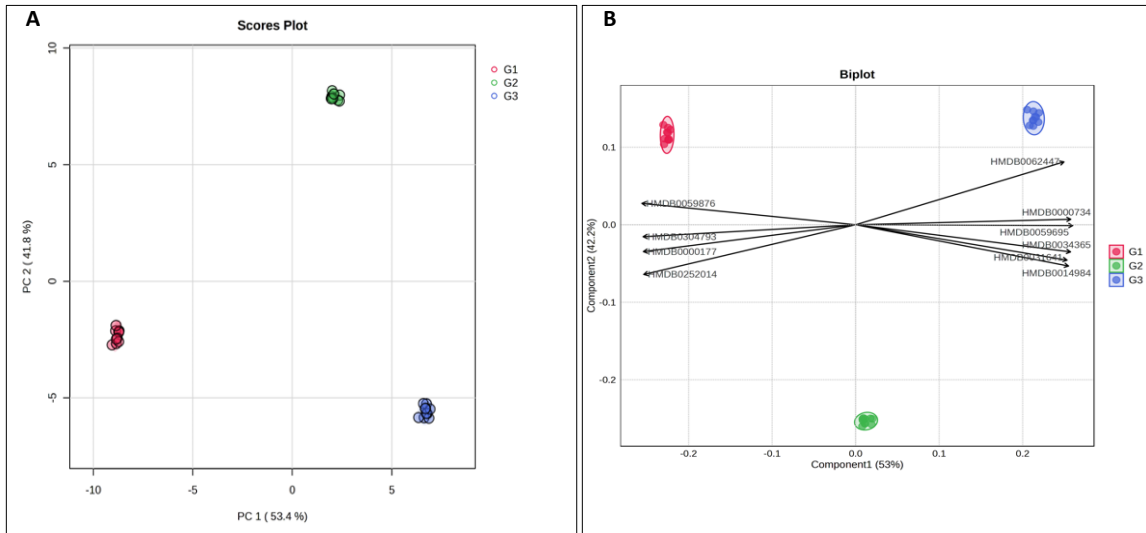 A
Scores Plot
10
5
0
-5
PC 2 ( 41.8 %)
-10
-5
0
5
PC 1 ( 53.4 %)
G1
G2
G3
B
Biplot
0.1
0.0
-0.1
-0.2
Component2 (42.2%)
HMDB0062447
HMDB0059876
HMDB0000734
HMDB0059695
HMDB0304793
HMDB0034365
HMDB0000177
HMDB0031641
HMDB0252014
HMDB0014984
-0.2
-0.1
0.0
0.1
0.2
Component1 (53%)
G1
G2
G3